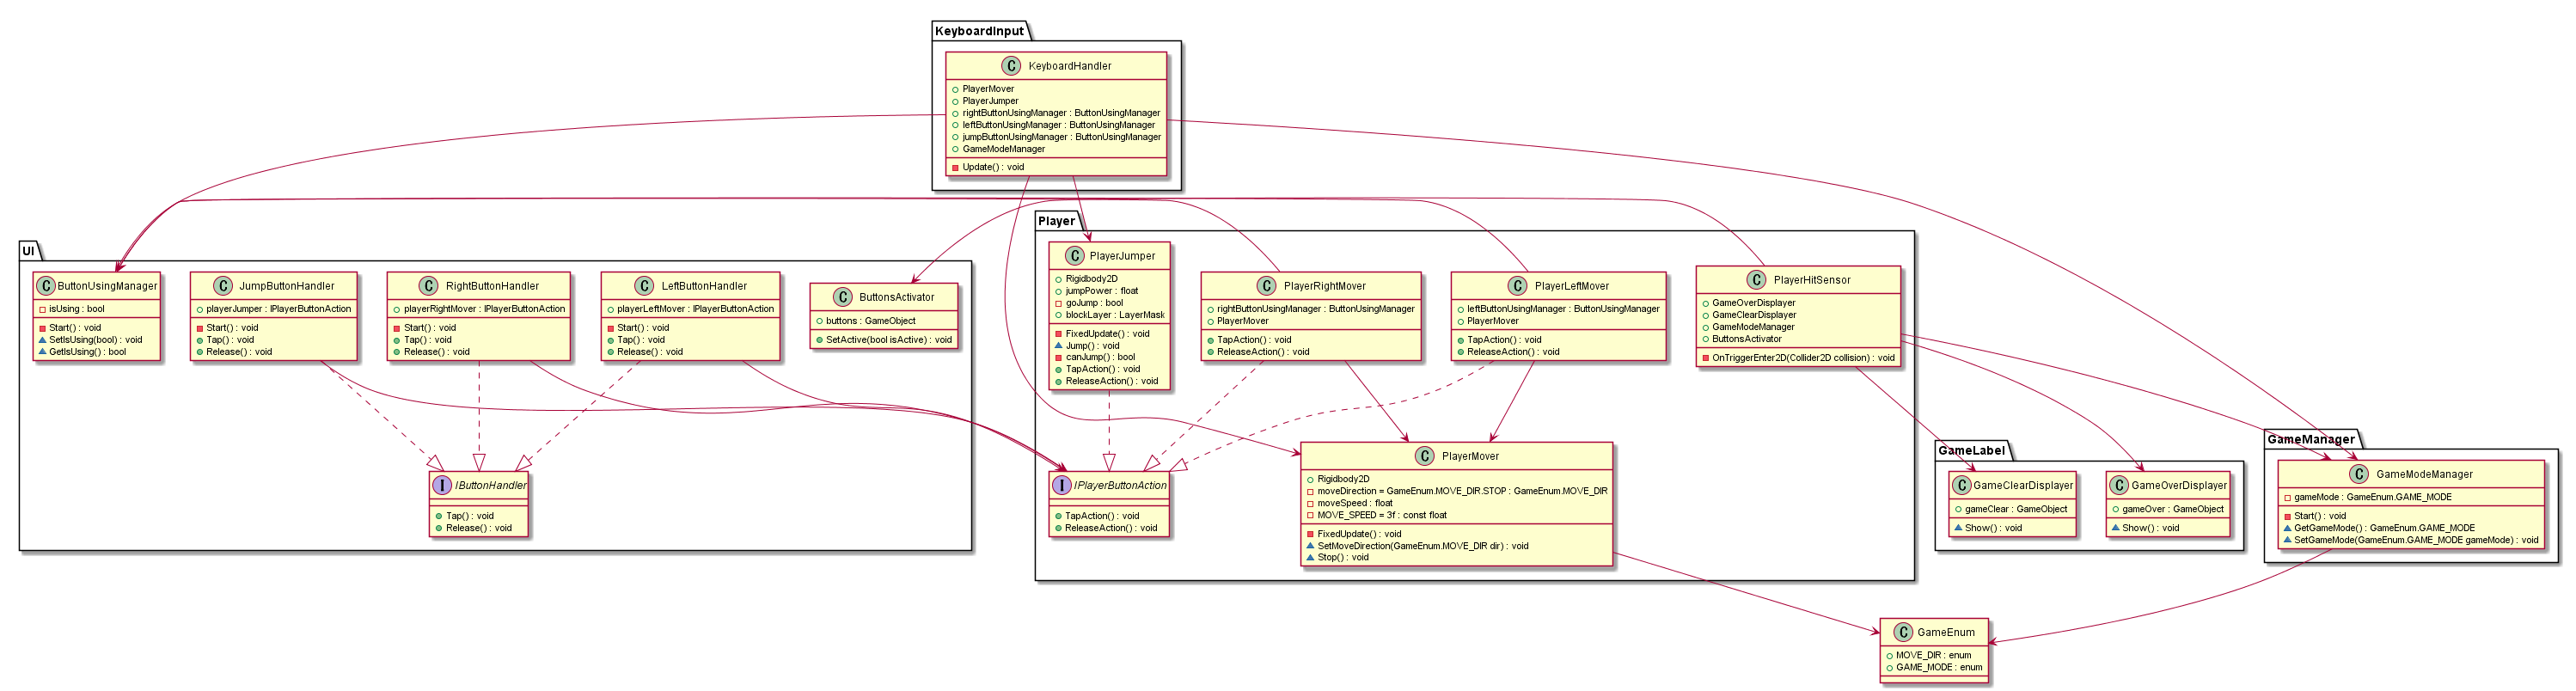 KeyboardInput
C KeyboardHandler
PlayerMover
PlayerJumper
rightButtonUsingManager : ButtonUsingManager
leftButtonUsingManager : ButtonUsingManager
jumpButtonUsingManager : ButtonUsingManager
GameModeManager
Update() : void
UI
C ButtonUsingManager
isUsing : bool
Start() : void
SetIsUsing(bool) : void
GetIsUsing() : bool
C JumpButtonHandler
playerJumper : IPlayerButtonAction
Start() : void
Tap() : void
Release() : void
C RightButtonHandler
playerRightMover : IPlayerButtonAction
Start() : void
Tap() : void
Release() : void
C LeftButtonHandler
playerLeftMover : IPlayerButtonAction
Start() : void
Tap() : void
Release() : void
C ButtonsActivator
buttons : GameObject
SetActive(bool isActive) : void
I IButtonHandler
Tap() : void
Release() : void
Player
C PlayerJumper
Rigidbody2D
jumpPower : float
goJump : bool
blockLayer : LayerMask
FixedUpdate() : void
Jump() : void
canJump() : bool
TapAction() : void
ReleaseAction() : void
C PlayerRightMover
rightButtonUsingManager : ButtonUsingManager
PlayerMover
TapAction() : void
ReleaseAction() : void
C PlayerLeftMover
leftButtonUsingManager : ButtonUsingManager
PlayerMover
TapAction() : void
ReleaseAction() : void
C PlayerHitSensor
GameOverDisplayer
GameClearDisplayer
GameModeManager
ButtonsActivator
OnTriggerEnter2D(Collider2D collision) : void
I IPlayerButtonAction
TapAction() : void
ReleaseAction() : void
C PlayerMover
Rigidbody2D
moveDirection = GameEnum.MOVE_DIR.STOP : GameEnum.MOVE_DIR
moveSpeed : float
MOVE_SPEED = 3f : const float
FixedUpdate() : void
SetMoveDirection(GameEnum.MOVE_DIR dir) : void
Stop() : void
GameLabel
C GameClearDisplayer
gameClear : GameObject
Show() : void
C GameOverDisplayer
gameOver : GameObject
Show() : void
GameManager
C GameModeManager
gameMode : GameEnum.GAME_MODE
Start() : void
GetGameMode() : GameEnum.GAME_MODE
SetGameMode(GameEnum.GAME_MODE gameMode) : void
C GameEnum
MOVE_DIR : enum
GAME_MODE : enum